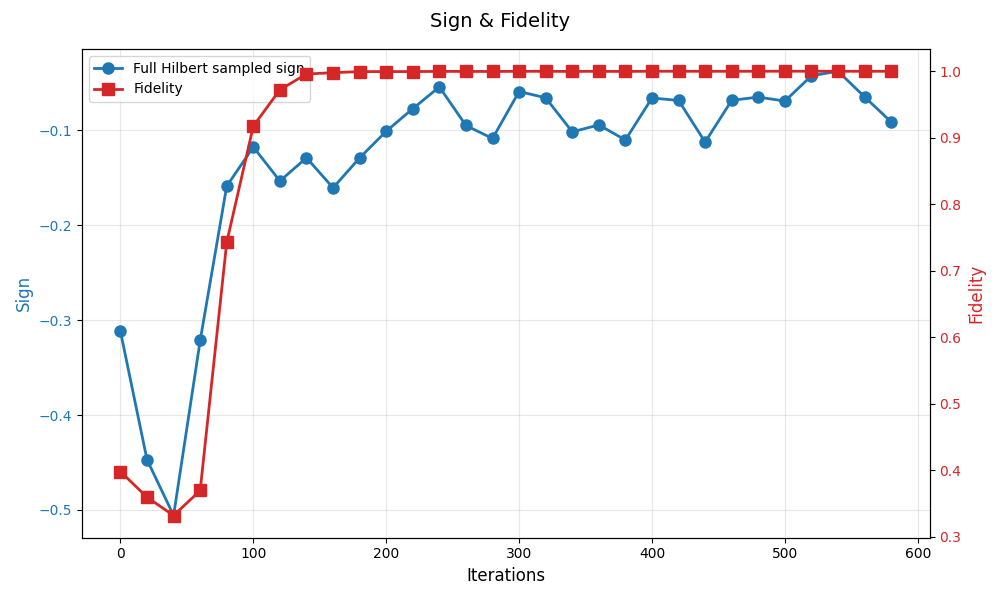 Sign & Fidelity
Full Hilbert sampled sign
Fidelity
−0.1
−0.2
−0.3
−0.4
−0.5
Sign
1.0
0.9
0.8
0.7
0.6
0.5
0.4
0.3
Fidelity
0 100 200 300 400 500 600
Iterations